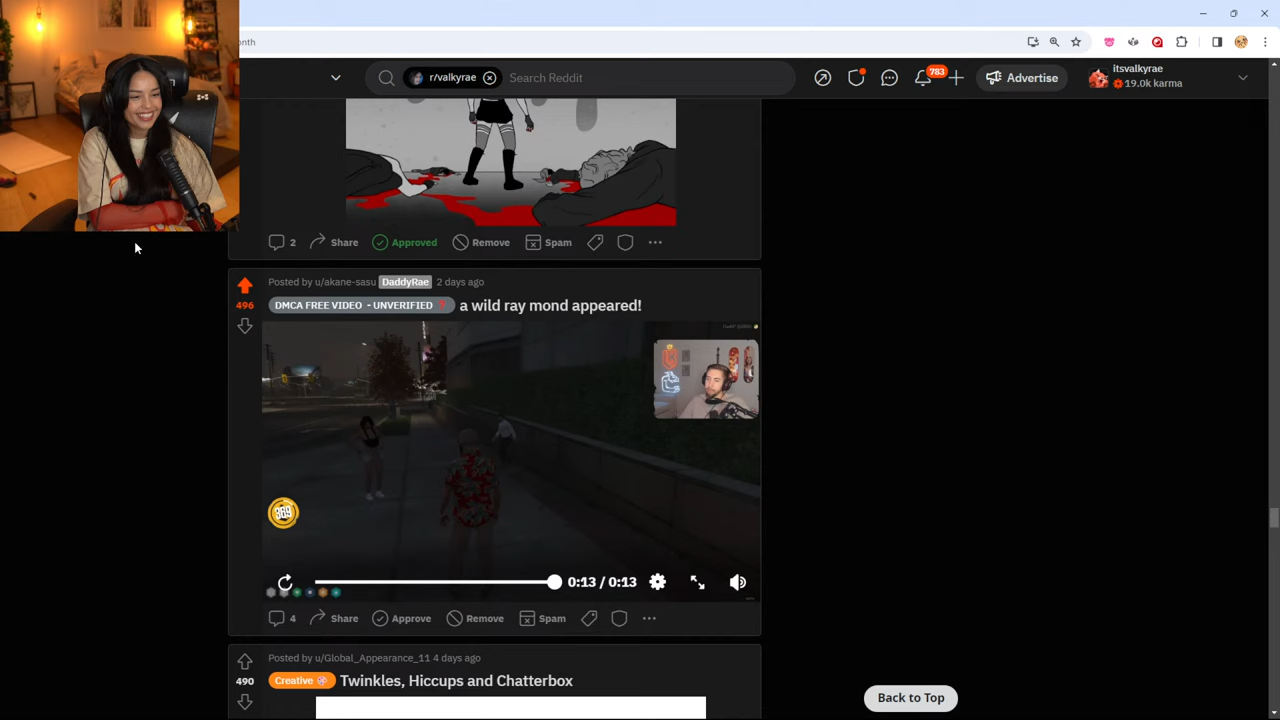 onth
r/valkyrae
Search Reddit
783
Advertise
itsvalkyrae
19.0k karma
2
Share
Approved
Remove
Spam
496
Posted by u/akane-sasu DaddyRae 2 days ago
DMCA FREE VIDEO - UNVERIFIED ❓ a wild ray mond appeared!
369
0:13 / 0:13
4
Share
Approve
Remove
Spam
490
Posted by u/Global_Appearance_11 4 days ago
Creative Twinkles, Hiccups and Chatterbox
Back to Top